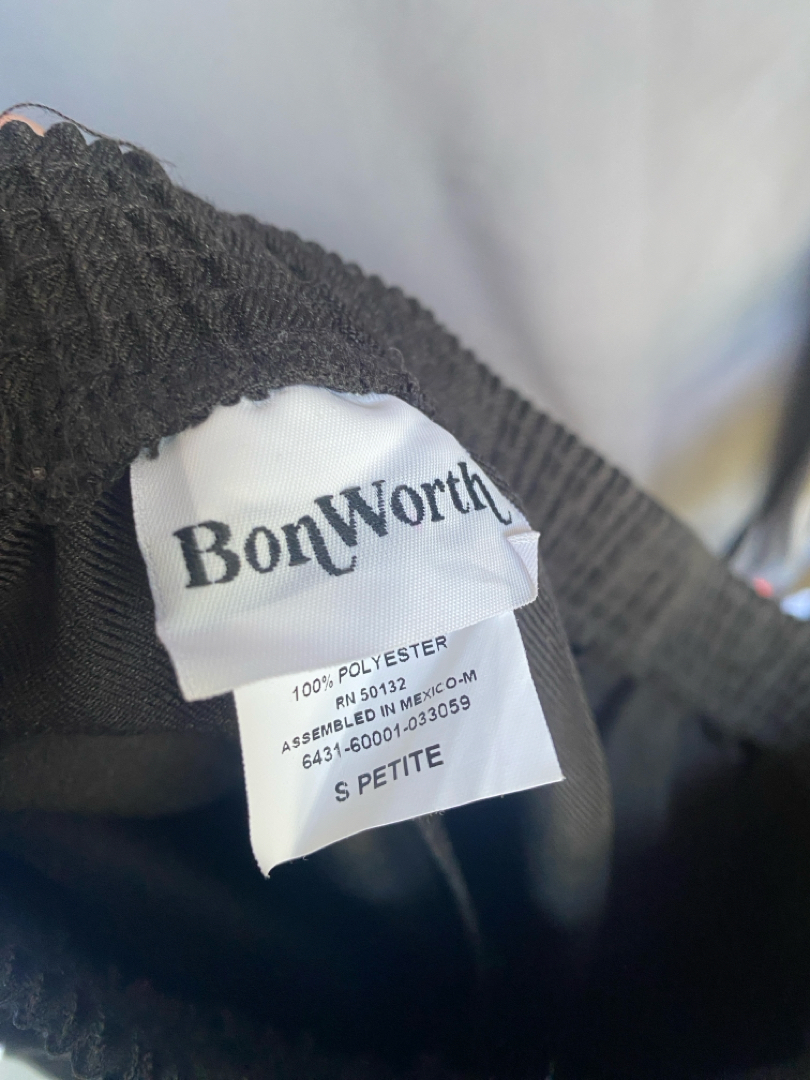 BonWorth
100% POLYESTER
RN 50132
ASSEMBLED IN MEXICO-M
6431-60001-033059
S PETITE